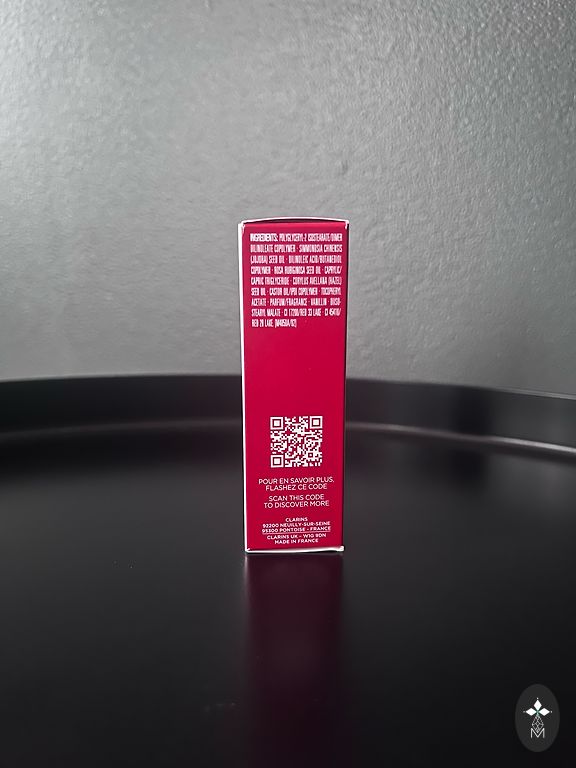 INGREDIENTS: POLYGLYCERYL-2 ISOSTEARATE/DIMER
DILINOLEATE COPOLYMER · SIMMONDSIA CHINENSIS
(JOJOBA) SEED OIL · DILINOLEIC ACID/BUTANEDIOL
COPOLYMER · ROSA RUBIGINOSA SEED OIL · CAPRYLIC/
CAPRIC TRIGLYCERIDE · CORYLUS AVELLANA (HAZEL)
SEED OIL · CASTOR OIL/IPDI COPOLYMER · TOCOPHERYL
ACETATE · PARFUM/FRAGRANCE · VANILLIN · DIISO-
STEARYL MALATE · CI 17200/RED 33 LAKE · CI 45410/
RED 28 LAKE.
POUR EN SAVOIR PLUS,
FLASHEZ CE CODE
SCAN THIS CODE
TO DISCOVER MORE
CLARINS
92200 NEUILLY-SUR-SEINE
95300 PONTOISE - FRANCE
CLARINS UK - W1G 9DN
MADE IN FRANCE
M